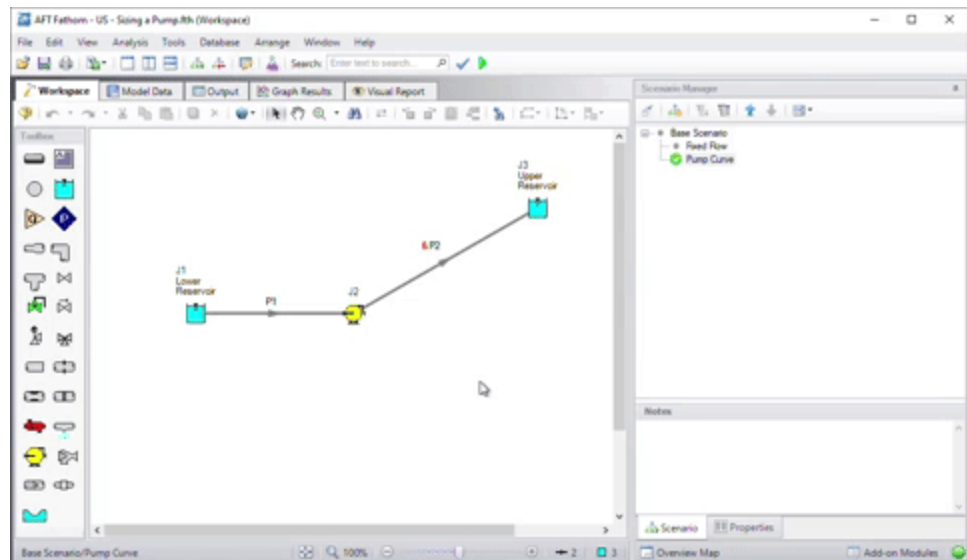 AFT Fathom - US - Sizing a Pump.fth (Workspace)
File Edit View Analysis Tools Database Arrange Window Help
Search: Enter text to search...
Workspace Model Data Output Graph Results Visual Report
Scenario Manager
Toolbox
Base Scenario
Fixed Flow
Pump Curve
J3
Upper
Reservoir
&P2
J1
Lower
Reservoir
P1
J2
Notes
Scenario Properties
Base Scenario/Pump Curve 100% 2 3 Overview Map Add-on Modules